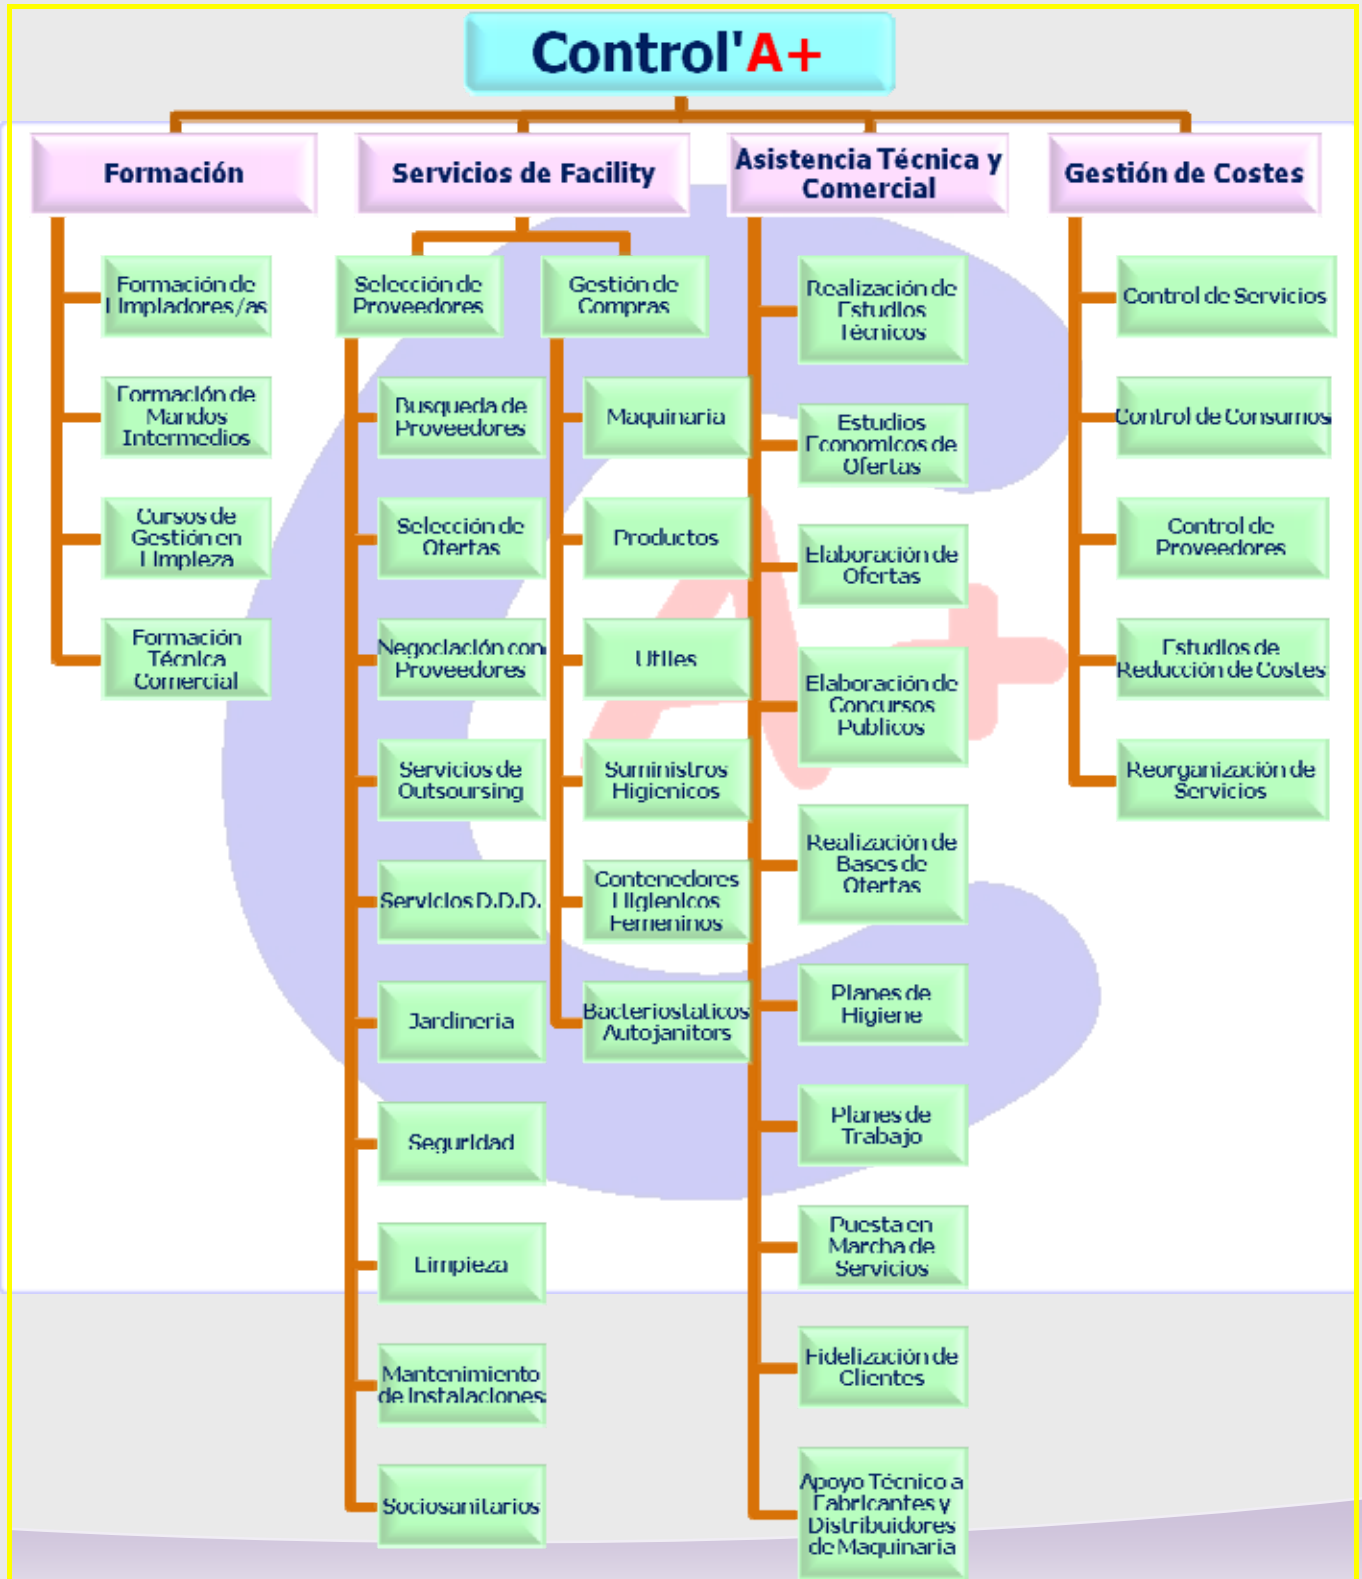 Control'A+
Formación
Servicios de Facility
Asistencia Técnica y
Comercial
Gestión de Costes
Formación de
Limpiadores/as
Formación de
Mandos
Intermedios
Cursos de
Gestión en
Limpieza
Formación
Técnica
Comercial
Selección de
Proveedores
Busqueda de
Proveedores
Selección de
Ofertas
Negociación con
Proveedores
Servicios de
Outsoursing
Servicios D.D.D.
Jardineria
Seguridad
Limpieza
Mantenimiento
de Instalaciones
Sociosanitarios
Gestión de
Compras
Maquinaria
Productos
Utiles
Suministros
Higienicos
Contenedores
Higienicos
Femeninos
Bacteriostaticos
Autojanitors
Realización de
Estudios
Técnicos
Estudios
Economicos de
Ofertas
Elaboración de
Ofertas
Elaboración de
Concursos
Publicos
Realización de
Bases de
Ofertas
Planes de
Higiene
Planes de
Trabajo
Puesta en
Marcha de
Servicios
Fidelización de
Clientes
Apoyo Técnico a
Fabricantes y
Distribuidores
de Maquinaria
Control de Servicios
Control de Consumos
Control de
Proveedores
Estudios de
Reducción de Costes
Reorganización de
Servicios
A+